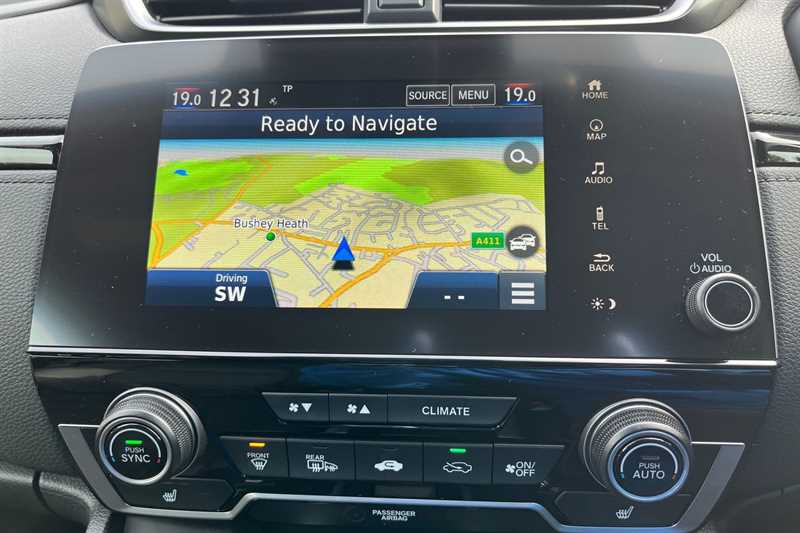 19.0 12 31 TP SOURCE MENU 19.0
Ready to Navigate
Bushey Heath
A411
Driving
SW
- -
HOME
MAP
AUDIO
TEL
BACK
VOL
AUDIO
CLIMATE
PUSH
SYNC
FRONT
REAR
ON/
OFF
PUSH
AUTO
PASSENGER
AIRBAG